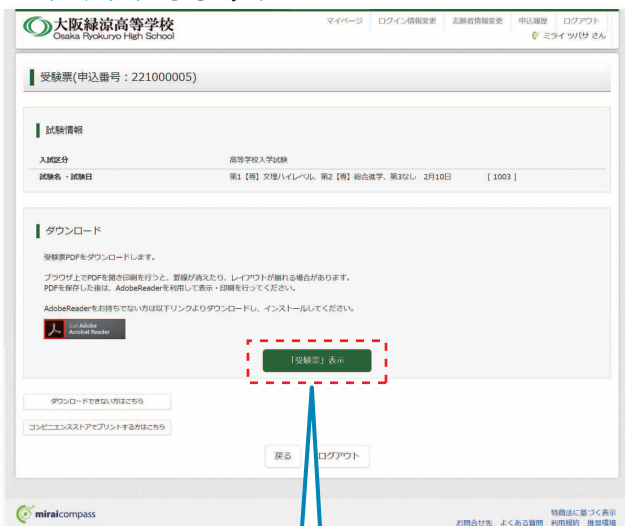 大阪緑涼高等学校
Osaka Ryokuryo High School
マイページ ログイン情報変更 志願者情報変更 申込履歴 ログアウト
ミライ ツバサ さん
受験票(申込番号：221000005)
試験情報
入試区分 高等学校入学試験
試験名 ・試験日 第1【専】文理ハイレベル、第2【専】総合進学、第3なし 2月10日 [ 1003 ]
ダウンロード
受験票PDFをダウンロードします。
ブラウザ上でPDFを開き印刷を行うと、罫線が消えたり、レイアウトが崩れる場合があります。
PDFを保存した後は、AdobeReaderを利用して表示・印刷を行ってください。
AdobeReaderをお持ちでない方は以下リンクよりダウンロードし、インストールしてください。
Get Adobe
Acrobat Reader
「受験票」表示
ダウンロードできない方はこちら
コンビニエンスストアでプリントする方はこちら
戻る ログアウト
miraicompass
特商法に基づく表示
お問合せ先 よくある質問 利用規約 推奨環境